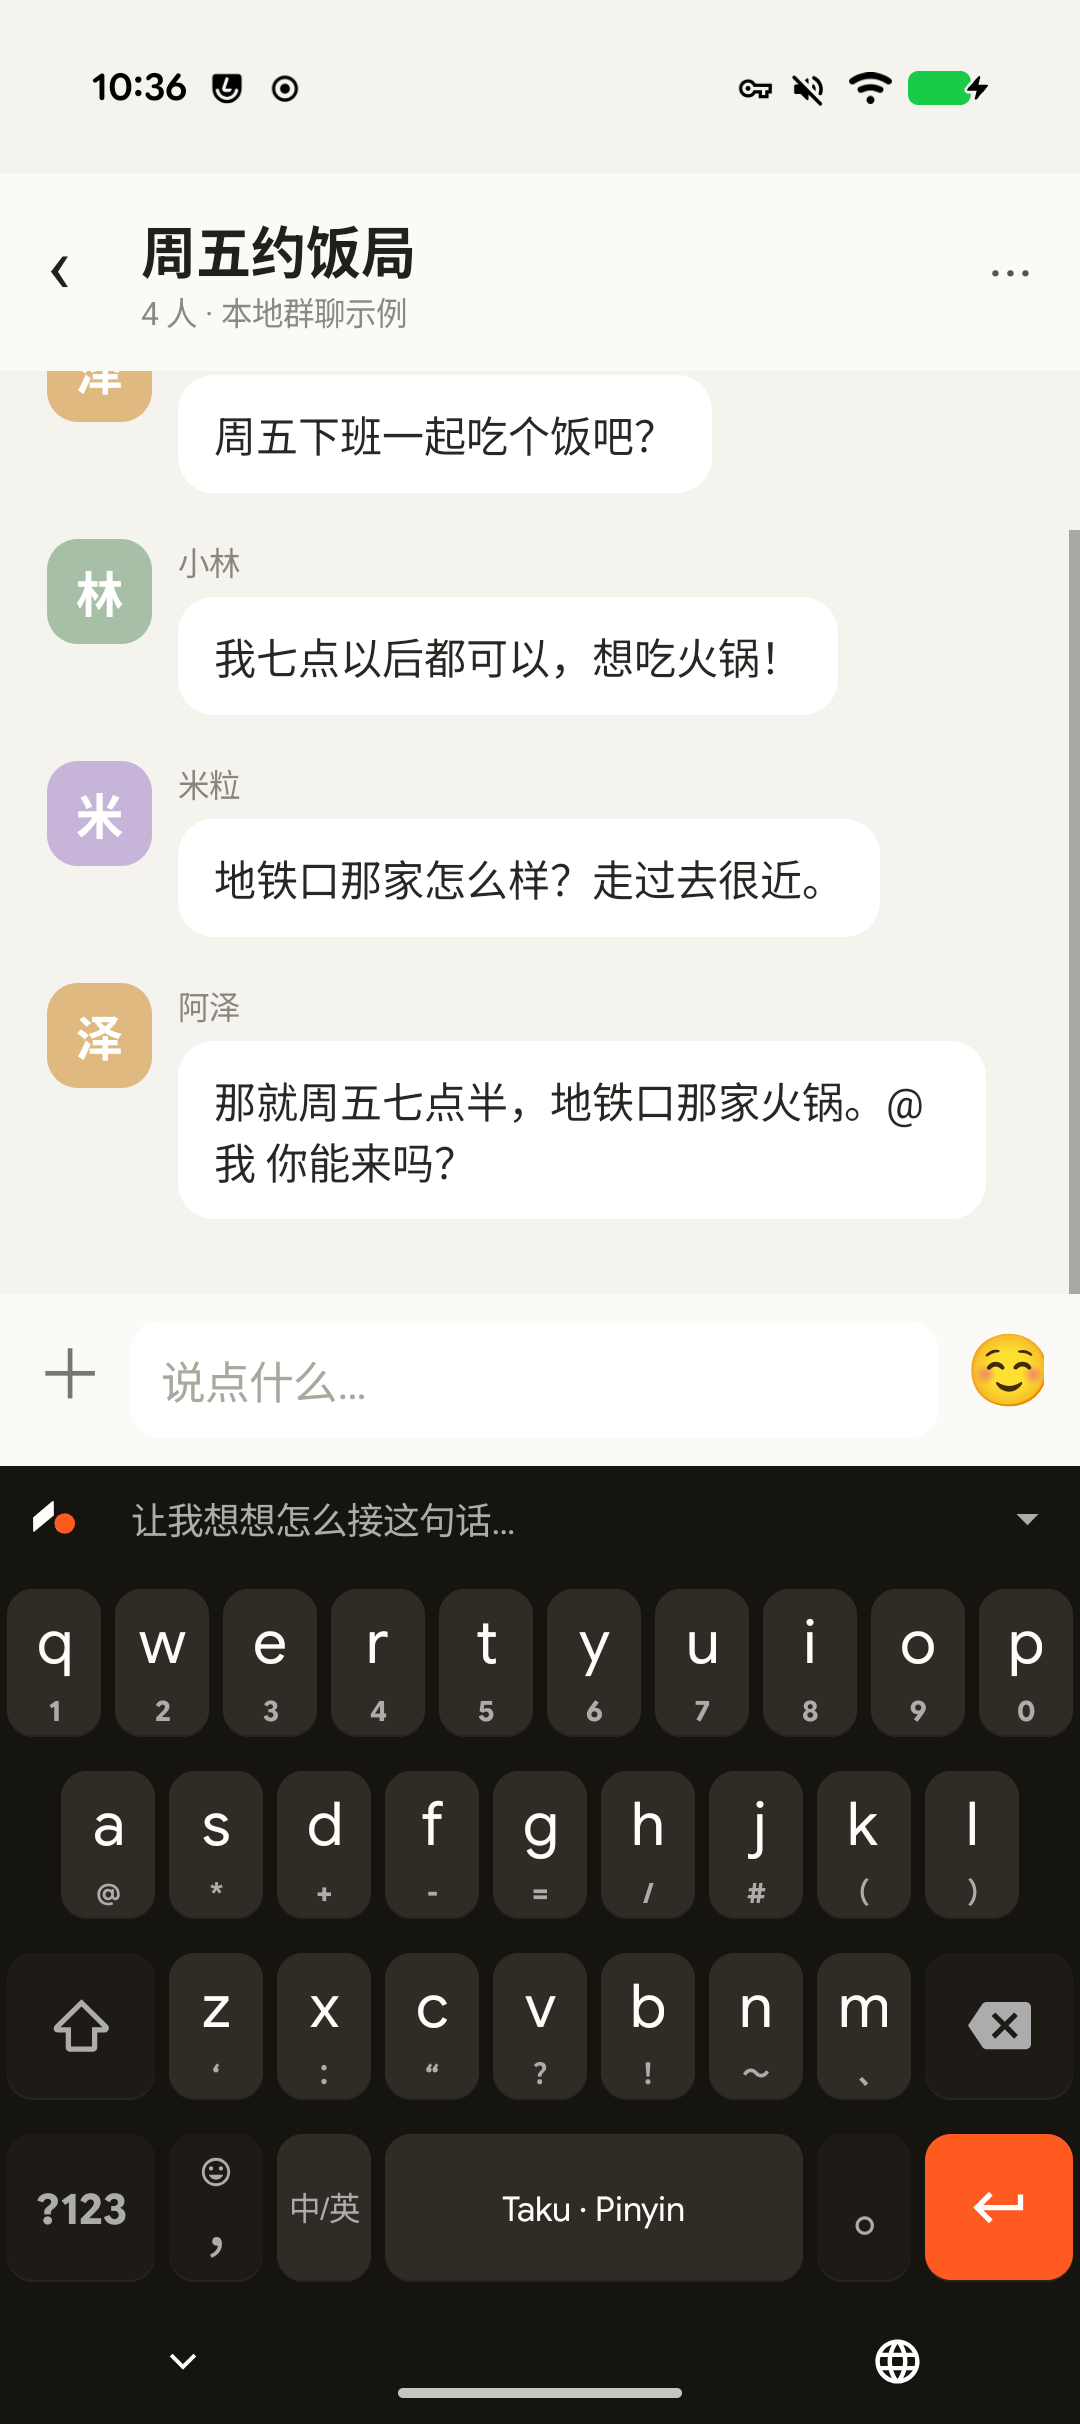 10:36
周五约饭局
4 人 · 本地群聊示例
泽
周五下班一起吃个饭吧？
林
小林
我七点以后都可以，想吃火锅！
米
米粒
地铁口那家怎么样？走过去很近。
泽
阿泽
那就周五七点半，地铁口那家火锅。@
我 你能来吗？
说点什么...
让我想想怎么接这句话...
q w e r t y u i o p
1 2 3 4 5 6 7 8 9 0
a s d f g h j k l
@ * + - = / # ( )
z x c v b n m
‘ : “ ? ! ～ 、
?123 ， 中/英 Taku · Pinyin 。